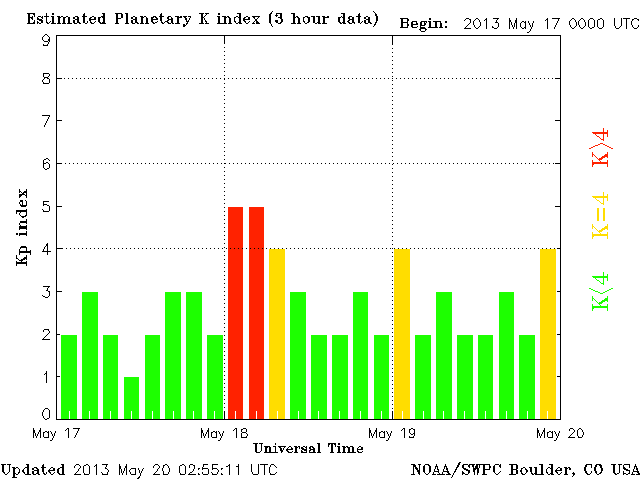 Estimated Planetary K index (3 hour data) Begin: 2013 May 17 0000 UTC
9
8
7
6
5
4
3
2
1
0
Kp index
K>4
K=4
K<4
May 17 May 18 May 19 May 20
Universal Time
Updated 2013 May 20 02:55:11 UTC NOAA/SWPC Boulder, CO USA